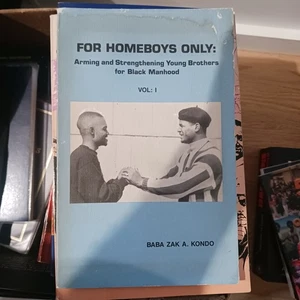 FOR HOMEBOYS ONLY:
Arming and Strengthening Young Brothers
for Black Manhood
VOL: I
BABA ZAK A. KONDO